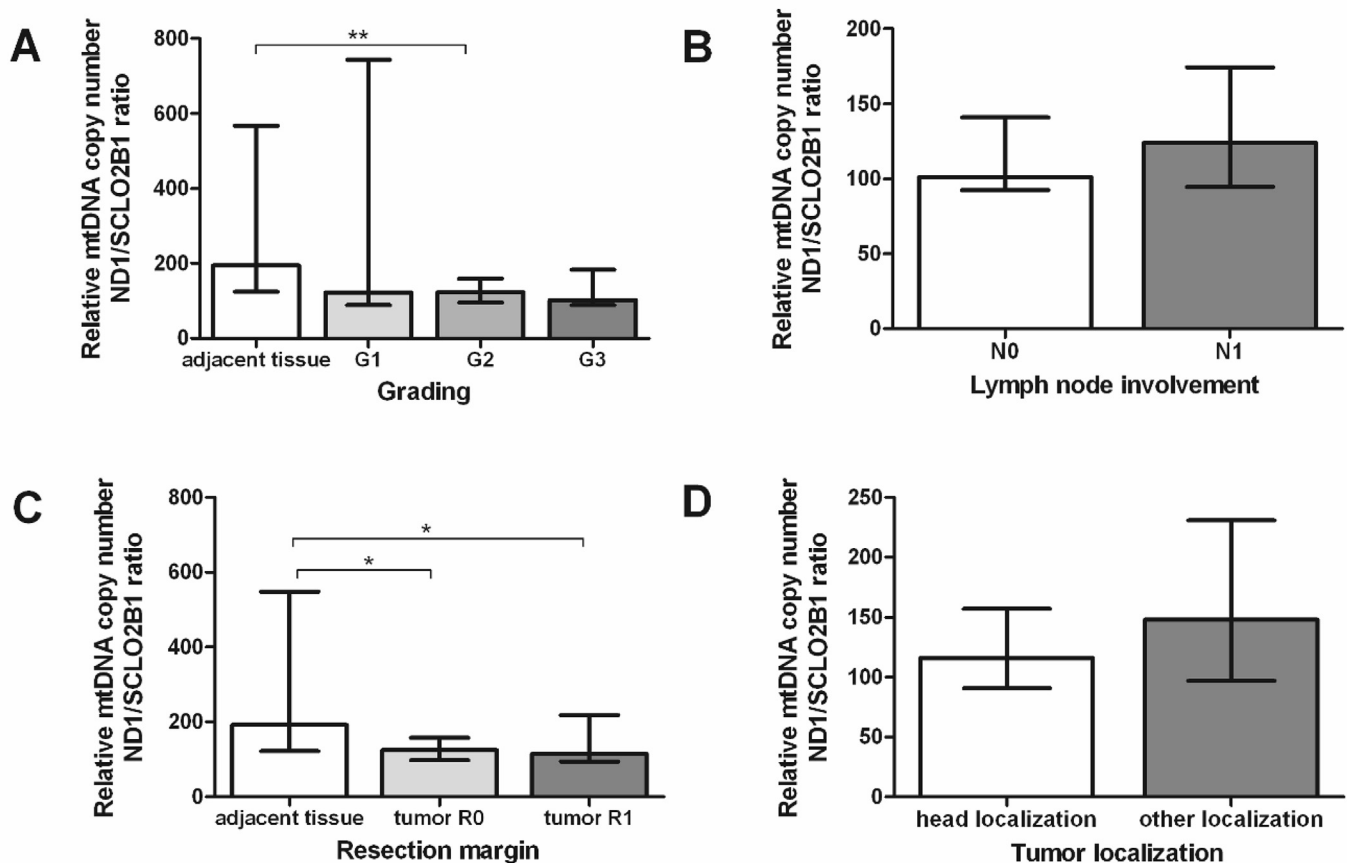 A
Relative mtDNA copy number
ND1/SCLO2B1 ratio
800
600
400
200
0
**
adjacent tissue G1 G2 G3
Grading
B
Relative mtDNA copy number
ND1/SCLO2B1 ratio
200
150
100
50
0
N0 N1
Lymph node involvement
C
Relative mtDNA copy number
ND1/SCLO2B1 ratio
800
600
400
200
0
*
*
adjacent tissue tumor R0 tumor R1
Resection margin
D
Relative mtDNA copy number
ND1/SCLO2B1 ratio
250
200
150
100
50
0
head localization other localization
Tumor localization